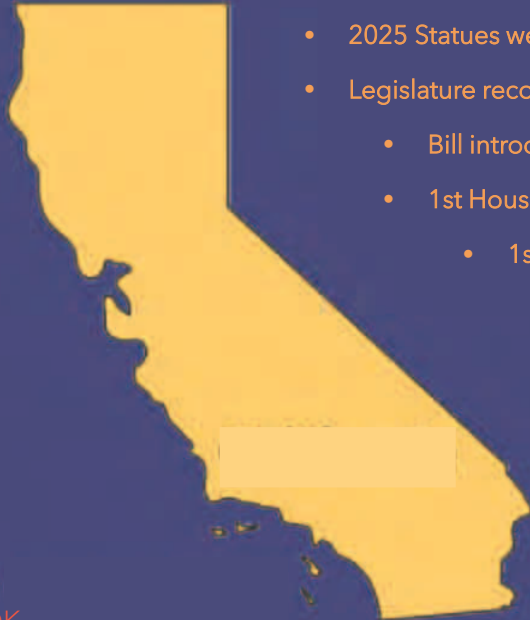 • 2025 Statues we
• Legislature reco
• Bill introd
• 1st Hous
• 1s